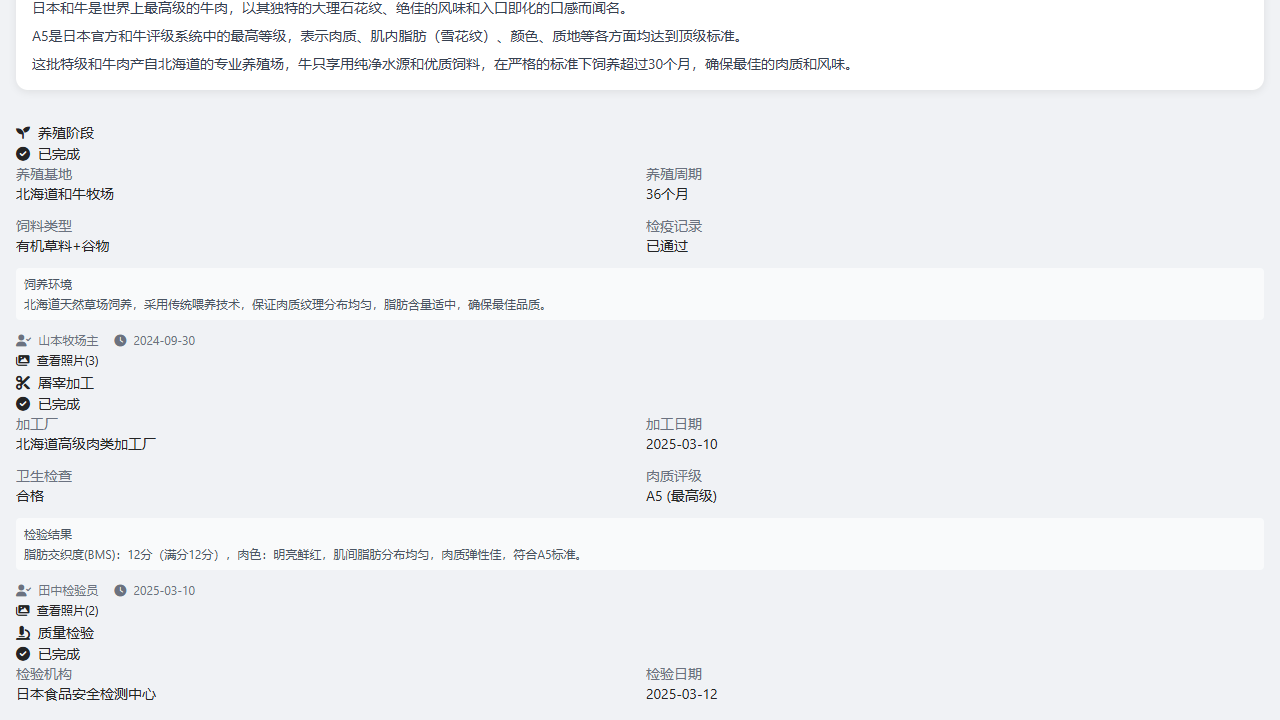 日本和牛是世界上最高级的牛肉，以其独特的大理石花纹、绝佳的风味和入口即化的口感而闻名。
A5是日本官方和牛评级系统中的最高等级，表示肉质、肌内脂肪（雪花纹）、颜色、质地等各方面均达到顶级标准。
这批特级和牛肉产自北海道的专业养殖场，牛只享用纯净水源和优质饲料，在严格的标准下饲养超过30个月，确保最佳的肉质和风味。
养殖阶段
已完成
养殖基地 养殖周期
北海道和牛牧场 36个月
饲料类型 检疫记录
有机草料+谷物 已通过
饲养环境
北海道天然草场饲养，采用传统喂养技术，保证肉质纹理分布均匀，脂肪含量适中，确保最佳品质。
山本牧场主 2024-09-30
查看照片(3)
屠宰加工
已完成
加工厂 加工日期
北海道高级肉类加工厂 2025-03-10
卫生检查 肉质评级
合格 A5 (最高级)
检验结果
脂肪交织度(BMS)：12分（满分12分），肉色：明亮鲜红，肌间脂肪分布均匀，肉质弹性佳，符合A5标准。
田中检验员 2025-03-10
查看照片(2)
质量检验
已完成
检验机构 检验日期
日本食品安全检测中心 2025-03-12